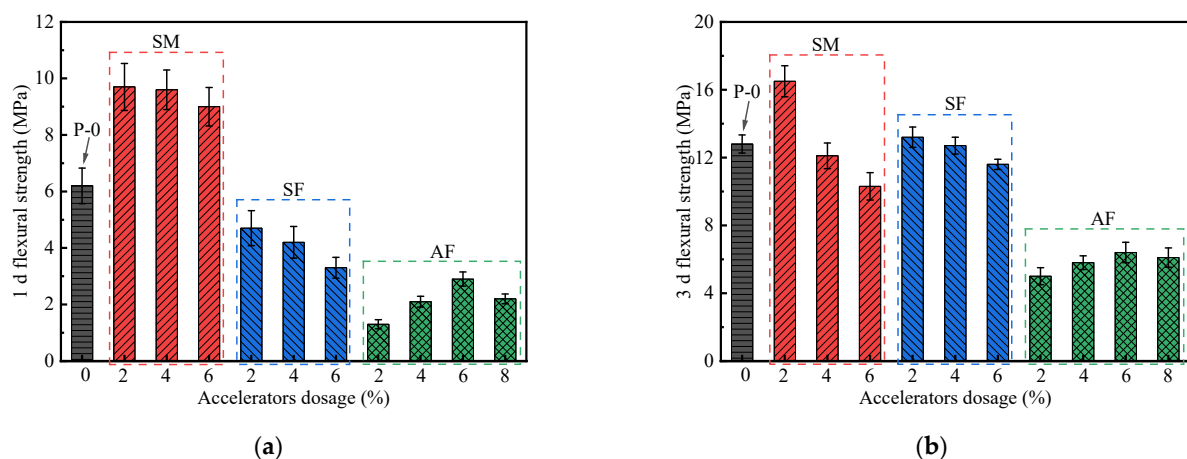 12
10
8
6
4
2
0
1 d flexural strength (MPa)
P-0
SM
SF
AF
0 2 4 6 2 4 6 2 4 6 8
Accelerators dosage (%)
(a)
20
16
12
8
4
0
3 d flexural strength (MPa)
P-0
SM
SF
AF
0 2 4 6 2 4 6 2 4 6 8
Accelerators dosage (%)
(b)